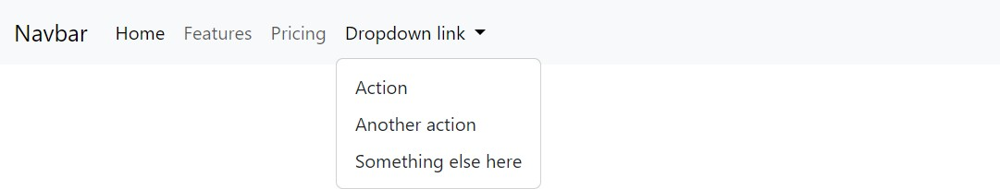 Navbar Home Features Pricing Dropdown link
Action
Another action
Something else here